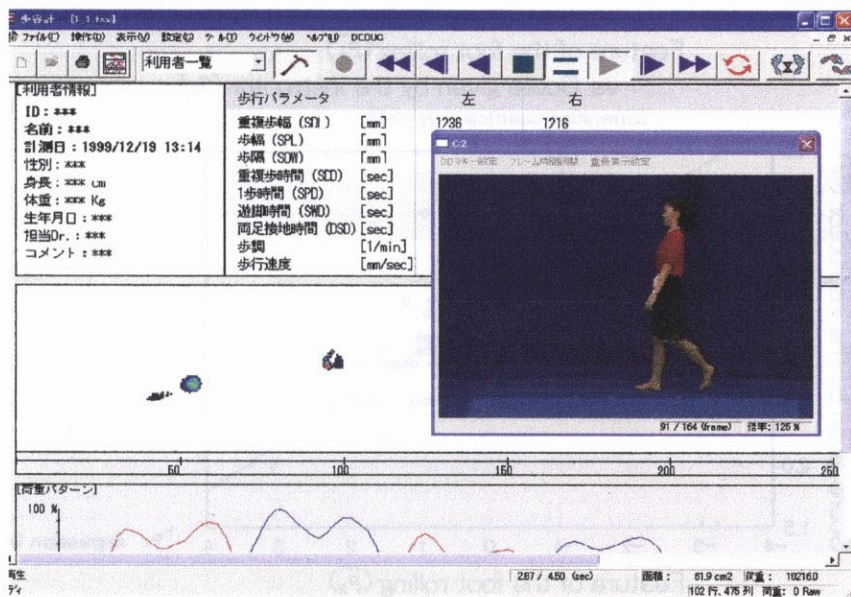 歩容計 - [1_1.fnx]
ファイル(F) 操作(O) 表示(V) 設定(S) ツール(T) ウィンドウ(W) ヘルプ(H) DCDUG
利用者一覧
[利用者情報]
ID：***
名前：***
計測日：1999/12/19 13:14
性別：***
身長：*** cm
体重：*** Kg
生年月日：***
担当Dr.：***
コメント：***
歩行パラメータ 左 右
重複歩幅 (SDL) [mm] 1236 1216
歩幅 (SPL) [mm]
歩隔 (SDW) [mm]
重複歩時間 (SCD) [sec]
1歩時間 (SPD) [sec]
遊脚時間 (SWD) [sec]
両足接地時間 (DSD) [sec]
歩調 [1/min]
歩行速度 [mm/sec]
C2
クロマキー設定 フレーム時間調整 重畳表示設定
91 / 164 (frame) 倍率: 125 %
50 100 150 200 250
[荷重パターン]
100 %
再生
2.87 / 4.50 (sec) 面積： 61.9 cm2 荷重： 10216.0
102 行, 475 列 荷重: 0 Raw